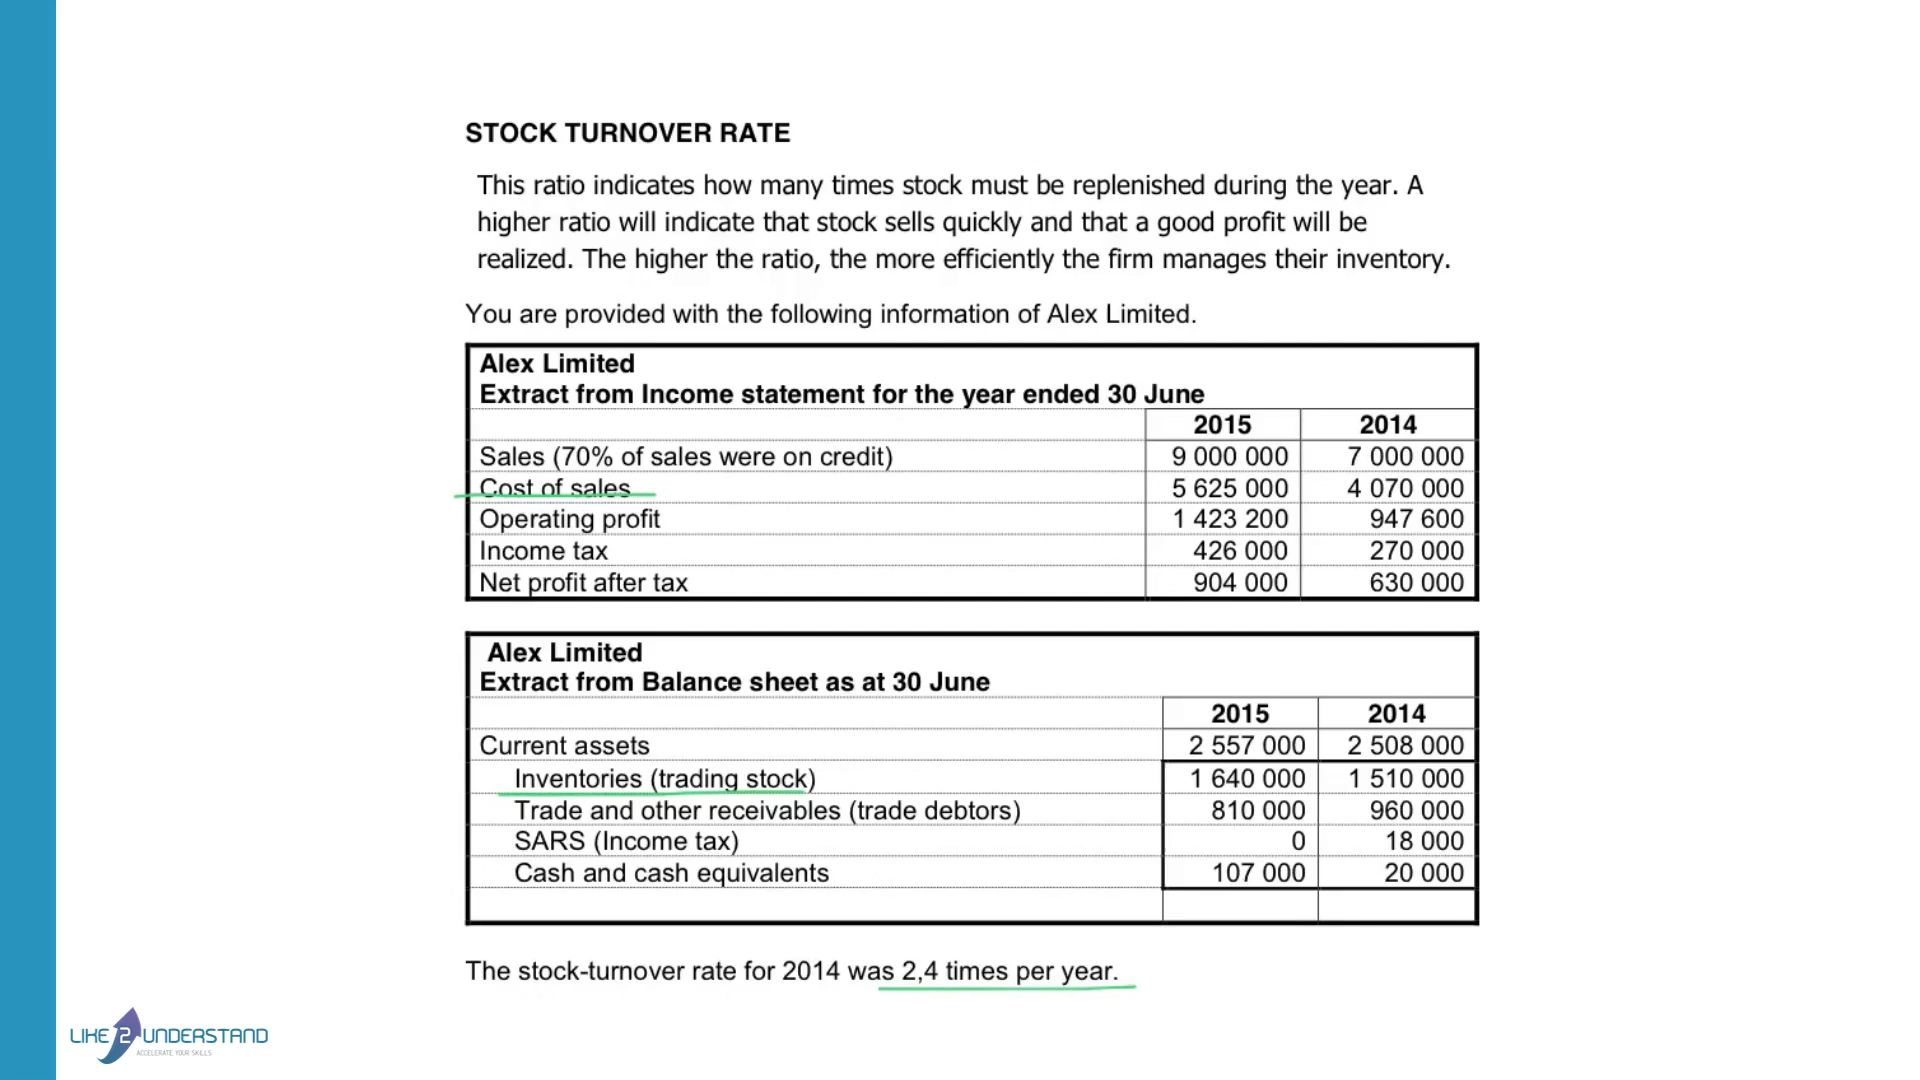 STOCK TURNOVER RATE
This ratio indicates how many times stock must be replenished during the year. A
higher ratio will indicate that stock sells quickly and that a good profit will be
realized. The higher the ratio, the more efficiently the firm manages their inventory.
You are provided with the following information of Alex Limited.
Alex Limited
Extract from Income statement for the year ended 30 June
2015 2014
Sales (70% of sales were on credit) 9 000 000 7 000 000
Cost of sales 5 625 000 4 070 000
Operating profit 1 423 200 947 600
Income tax 426 000 270 000
Net profit after tax 904 000 630 000
Alex Limited
Extract from Balance sheet as at 30 June
2015 2014
Current assets 2 557 000 2 508 000
Inventories (trading stock) 1 640 000 1 510 000
Trade and other receivables (trade debtors) 810 000 960 000
SARS (Income tax) 0 18 000
Cash and cash equivalents 107 000 20 000
The stock-turnover rate for 2014 was 2,4 times per year.
LIKE 2 UNDERSTAND
ACCELERATE YOUR SKILLS